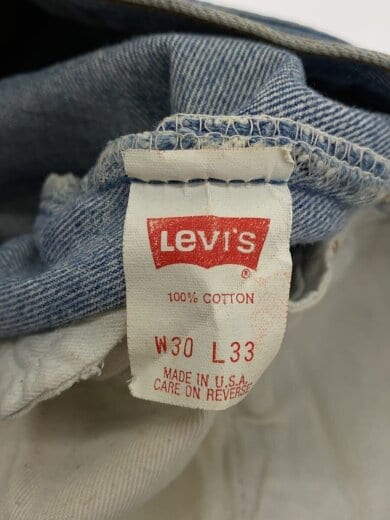 Levi's
®
100% COTTON
W30 L33
MADE IN U.S.A.
CARE ON REVERSE